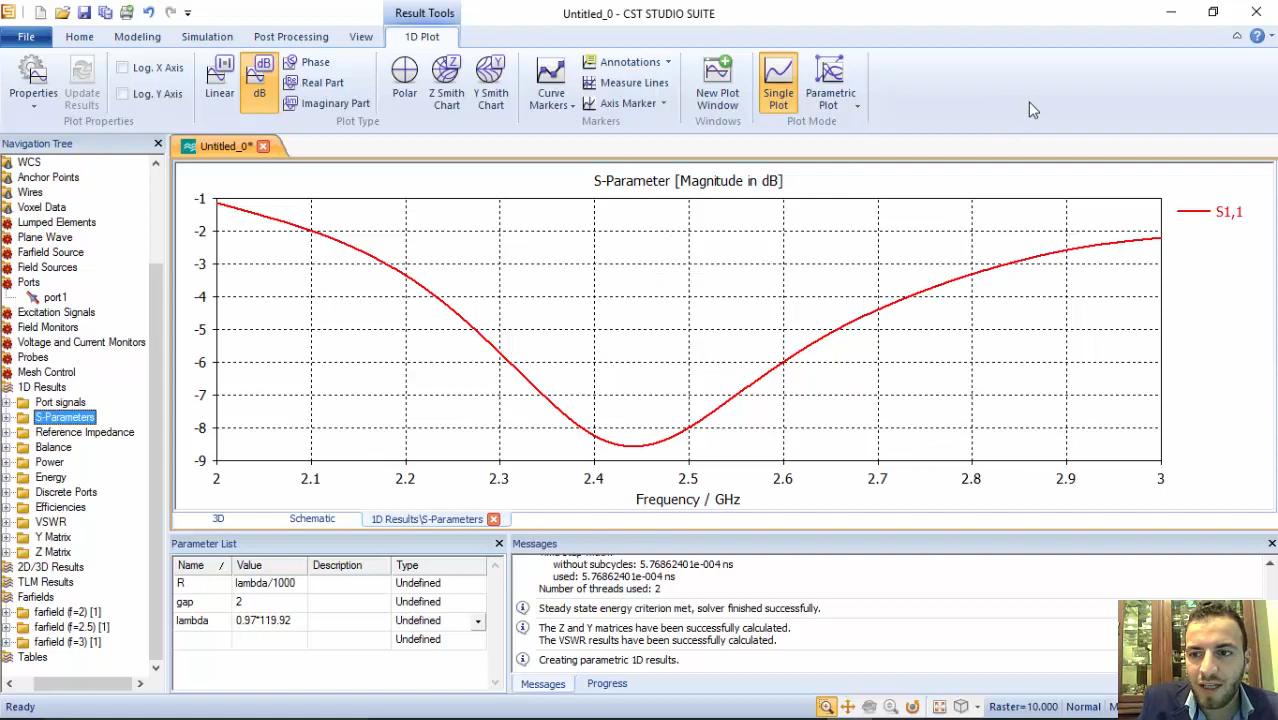 Result Tools
Untitled_0 - CST STUDIO SUITE
File
Home
Modeling
Simulation
Post Processing
View
1D Plot
Properties
Update Results
Log. X Axis
Log. Y Axis
Plot Properties
Linear
dB
Phase
Real Part
Imaginary Part
Plot Type
Polar
Z Smith Chart
Y Smith Chart
Curve Markers
Annotations
Measure Lines
Axis Marker
Markers
New Plot Window
Windows
Single Plot
Parametric Plot
Plot Mode
Navigation Tree
WCS
Anchor Points
Wires
Voxel Data
Lumped Elements
Plane Wave
Farfield Source
Field Sources
Ports
port1
Excitation Signals
Field Monitors
Voltage and Current Monitors
Probes
Mesh Control
1D Results
Port signals
S-Parameters
Reference Impedance
Balance
Power
Energy
Discrete Ports
Efficiencies
VSWR
Y Matrix
Z Matrix
2D/3D Results
TLM Results
Farfields
farfield (f=2) [1]
farfield (f=2.5) [1]
farfield (f=3) [1]
Tables
Untitled_0*
S-Parameter [Magnitude in dB]
S1,1
-1
-2
-3
-4
-5
-6
-7
-8
-9
2 2.1 2.2 2.3 2.4 2.5 2.6 2.7 2.8 2.9 3
Frequency / GHz
3D
Schematic
1D Results\S-Parameters
Parameter List
Name / Value Description Type
R lambda/1000 Undefined
gap 2 Undefined
lambda 0.97*119.92 Undefined
Undefined
Messages
without subcycles: 5.76862401e-004 ns
used: 5.76862401e-004 ns
Number of threads used: 2
Steady state energy criterion met, solver finished successfully.
The Z and Y matrices have been successfully calculated.
The VSWR results have been successfully calculated.
Creating parametric 1D results.
Messages
Progress
Ready
Raster=10.000
Normal